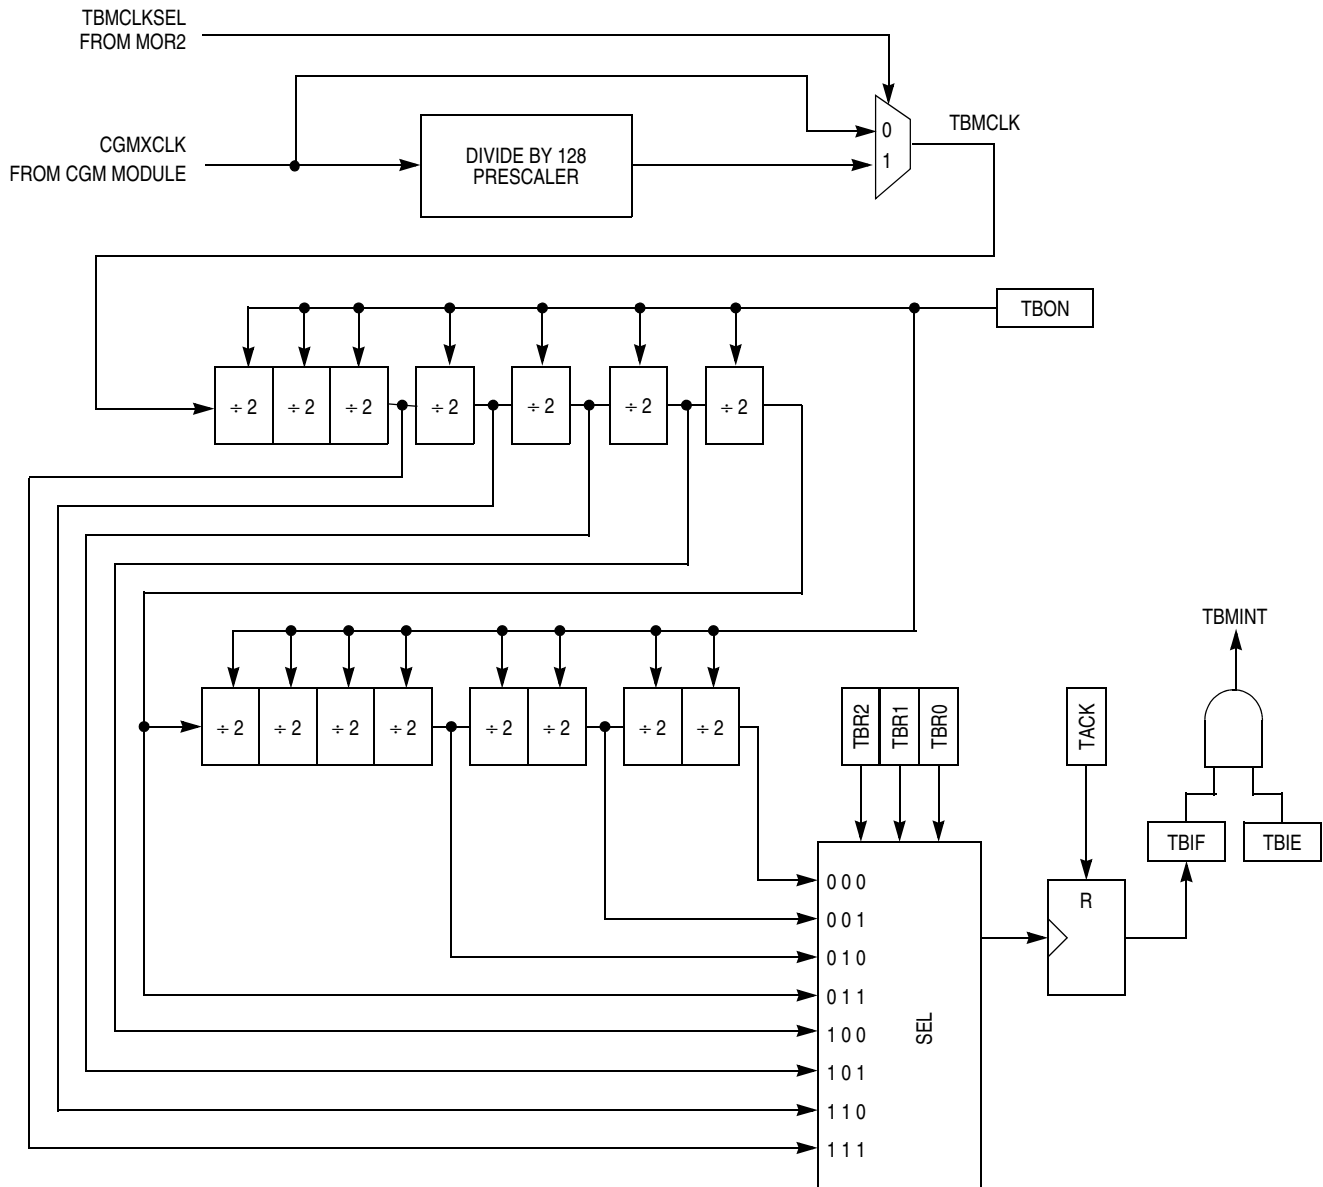 TBMCLKSEL
FROM MOR2
CGMXCLK
FROM CGM MODULE
DIVIDE BY 128
PRESCALER
0
1
TBMCLK
TBON
÷ 2
÷ 2
÷ 2
÷ 2
÷ 2
÷ 2
÷ 2
TBMINT
÷ 2
÷ 2
÷ 2
÷ 2
÷ 2
÷ 2
÷ 2
÷ 2
TBR2
TBR1
TBR0
TACK
TBIF
TBIE
R
0 0 0
0 0 1
0 1 0
0 1 1
1 0 0
1 0 1
1 1 0
1 1 1
SEL